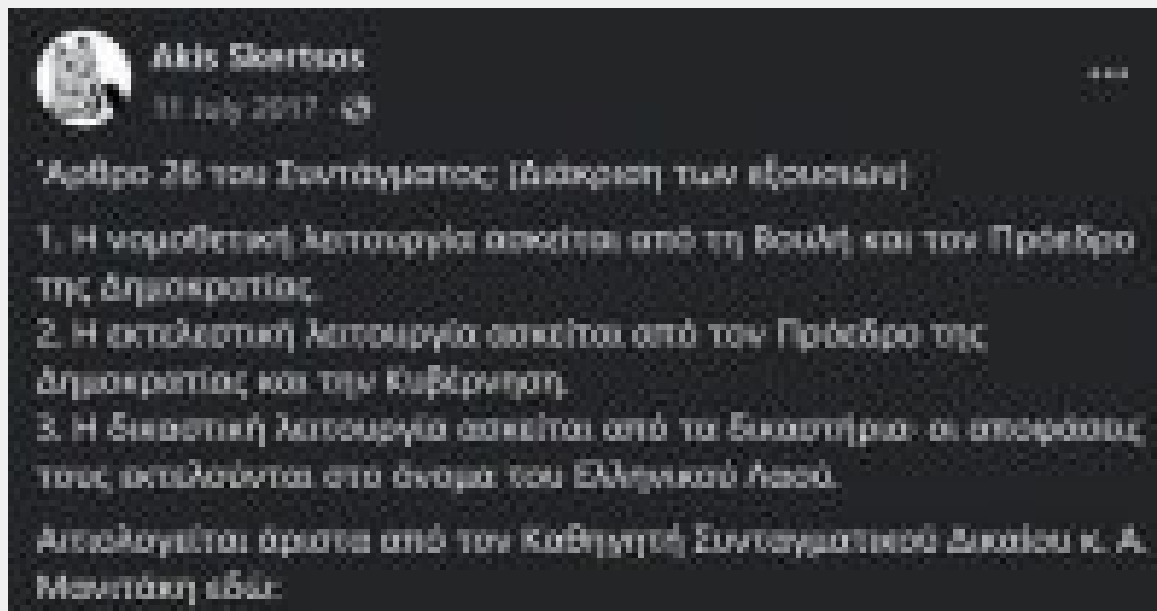 Akis Skertsos
11 July 2017 ·
Άρθρο 26 του Συντάγματος: (Διάκριση των εξουσιών)
1. Η νομοθετική λειτουργία ασκείται από τη Βουλή και τον Πρόεδρο
της Δημοκρατίας.
2. Η εκτελεστική λειτουργία ασκείται από τον Πρόεδρο της
Δημοκρατίας και την Κυβέρνηση.
3. Η δικαστική λειτουργία ασκείται από τα δικαστήρια· οι αποφάσεις
τους εκτελούνται στο όνομα του Ελληνικού Λαού.
Αιτιολογείται άριστα από τον Καθηγητή Συνταγματικού Δικαίου κ. Α.
Μανιτάκη εδώ: